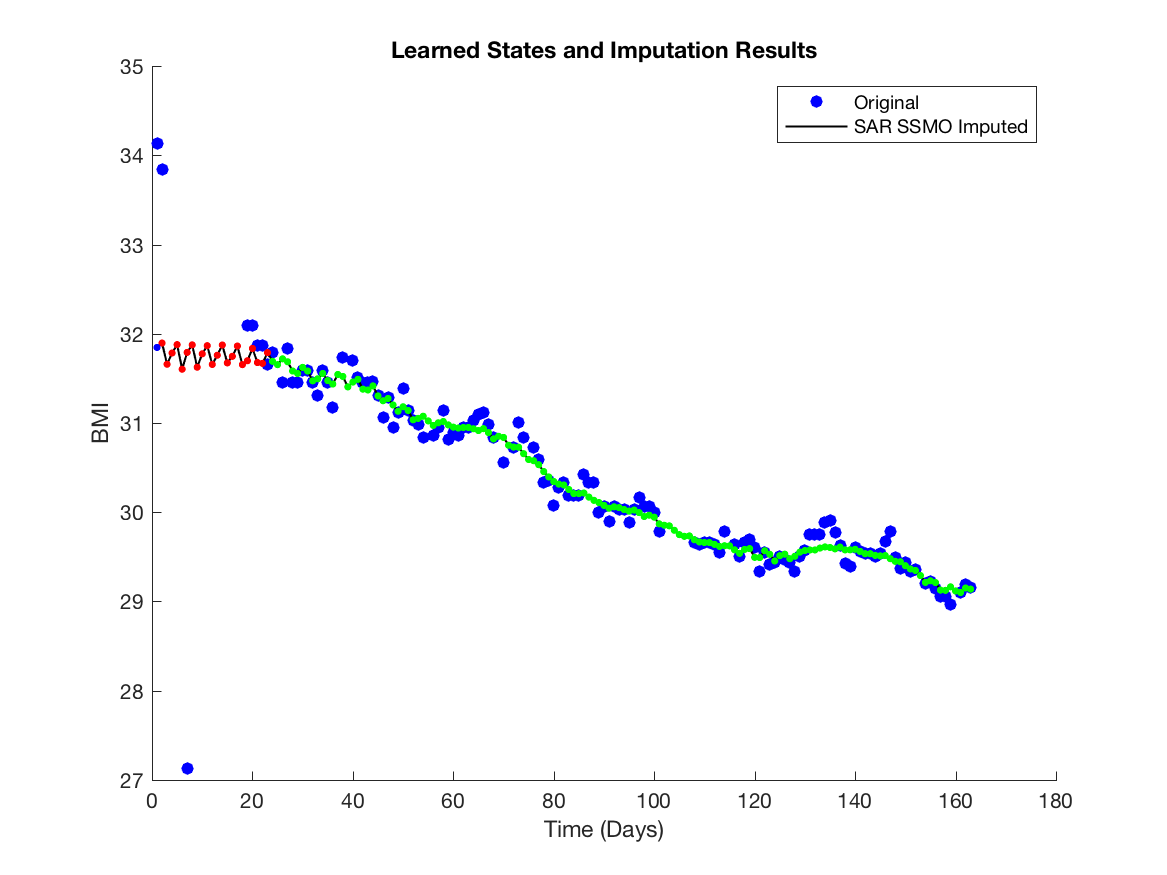 Learned States and Imputation Results
Original
SAR SSMO Imputed
BMI
35
34
33
32
31
30
29
28
27
0 20 40 60 80 100 120 140 160 180
Time (Days)